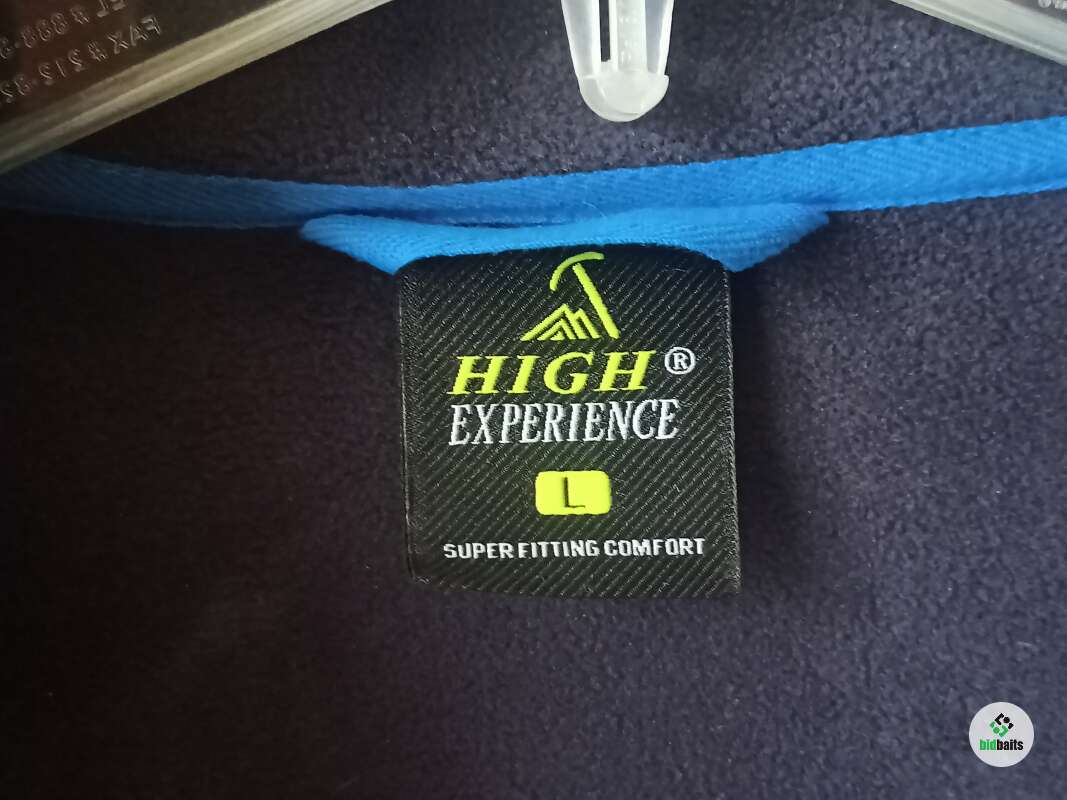 HIGH ®
EXPERIENCE
L
SUPER FITTING COMFORT
bidbaits